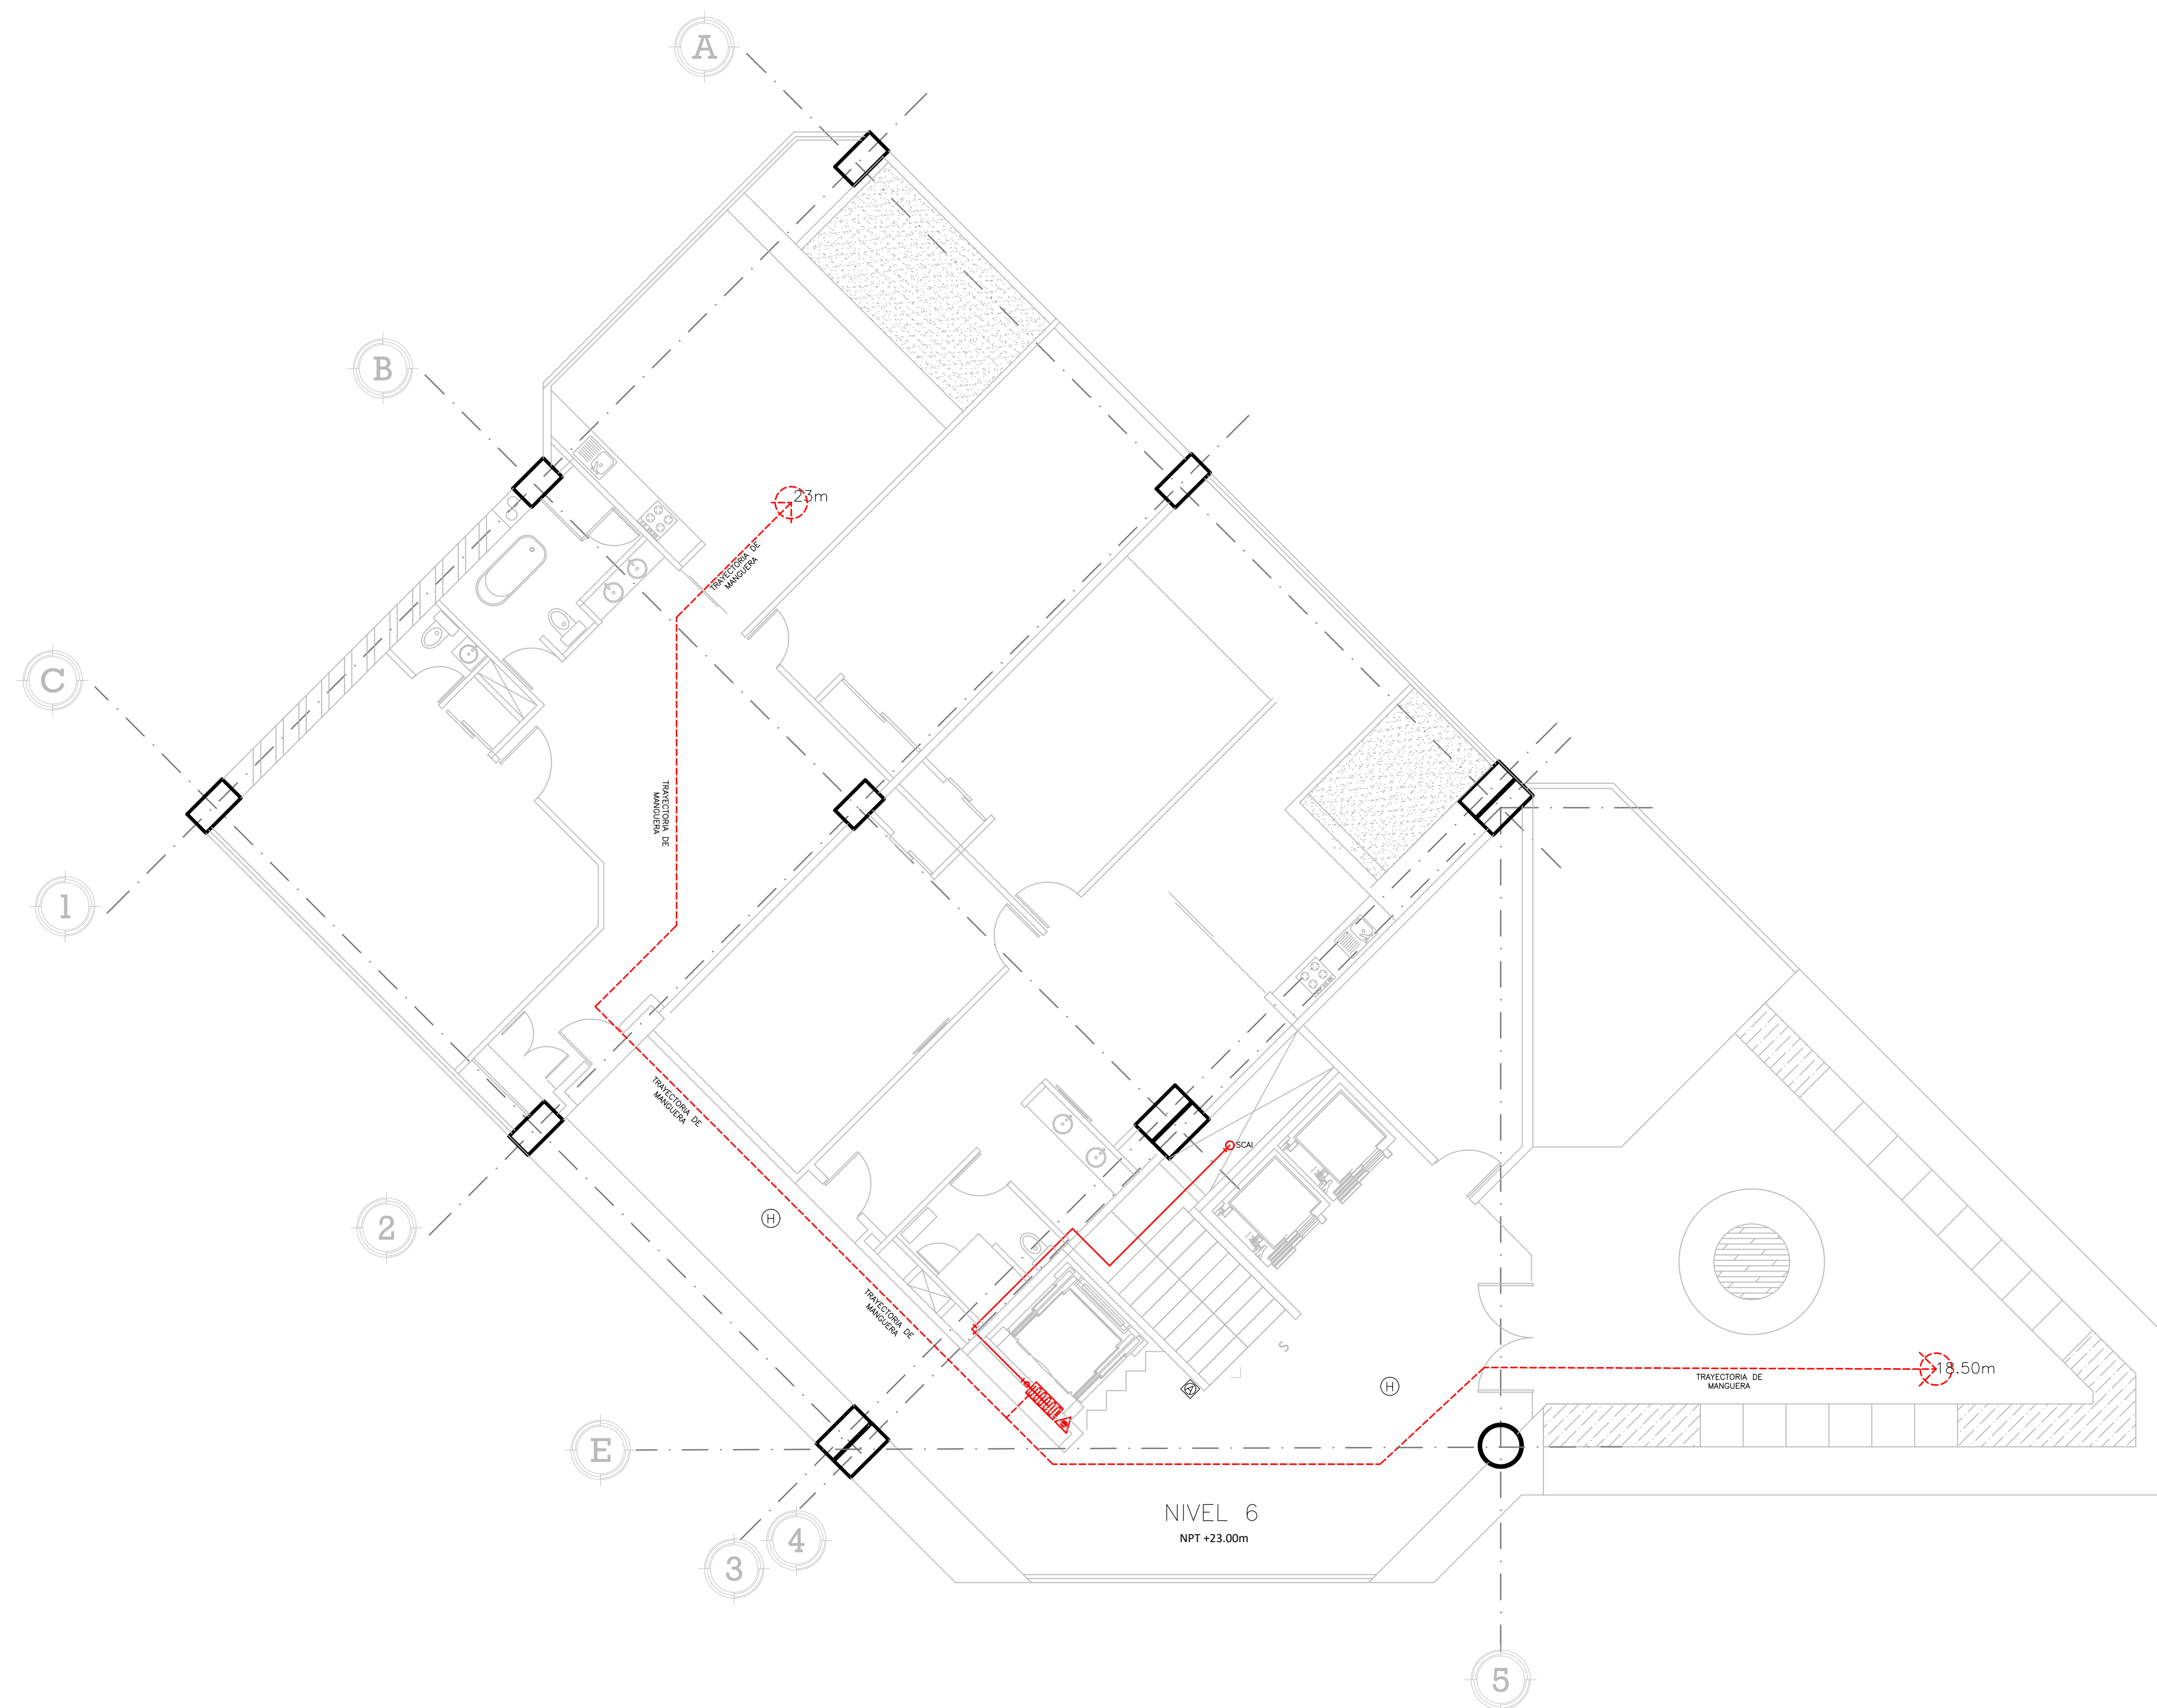 A
B
23m
TRAYECTORIA DE
MANGUERA
C
TRAYECTORIA DE
MANGUERA
1
TRAYECTORIA DE
MANGUERA
SCAI
2
H
TRAYECTORIA DE
MANGUERA
S
A
H
18.50m
TRAYECTORIA DE
MANGUERA
E
NIVEL 6
NPT +23.00m
4
3
5